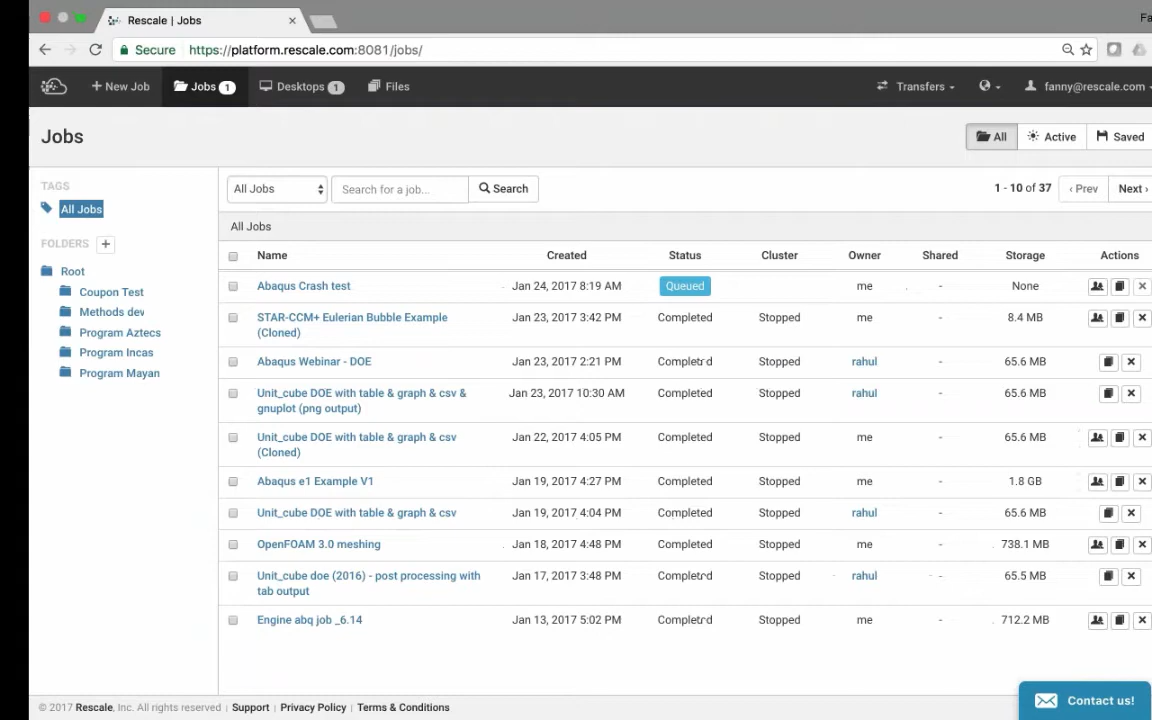 Rescale | Jobs
Fa
Secure https://platform.rescale.com:8081/jobs/
+ New Job Jobs 1 Desktops 1 Files Transfers fanny@rescale.com
Jobs
All Active Saved
TAGS
All Jobs
FOLDERS +
Root
Coupon Test
Methods dev
Program Aztecs
Program Incas
Program Mayan
All Jobs Search for a job... Search 1 - 10 of 37 ‹ Prev Next ›
All Jobs
Name Created Status Cluster Owner Shared Storage Actions
Abaqus Crash test Jan 24, 2017 8:19 AM Queued me - None
STAR-CCM+ Eulerian Bubble Example Jan 23, 2017 3:42 PM Completed Stopped me - 8.4 MB
(Cloned)
Abaqus Webinar - DOE Jan 23, 2017 2:21 PM Completed Stopped rahul - 65.6 MB
Unit_cube DOE with table & graph & csv & Jan 23, 2017 10:30 AM Completed Stopped rahul - 65.6 MB
gnuplot (png output)
Unit_cube DOE with table & graph & csv Jan 22, 2017 4:05 PM Completed Stopped me - 65.6 MB
(Cloned)
Abaqus e1 Example V1 Jan 19, 2017 4:27 PM Completed Stopped me - 1.8 GB
Unit_cube DOE with table & graph & csv Jan 19, 2017 4:04 PM Completed Stopped rahul - 65.6 MB
OpenFOAM 3.0 meshing Jan 18, 2017 4:48 PM Completed Stopped me - 738.1 MB
Unit_cube doe (2016) - post processing with Jan 17, 2017 3:48 PM Completed Stopped rahul - 65.5 MB
tab output
Engine abq job _6.14 Jan 13, 2017 5:02 PM Completed Stopped me - 712.2 MB
© 2017 Rescale, Inc. All rights reserved | Support | Privacy Policy | Terms & Conditions
Contact us!